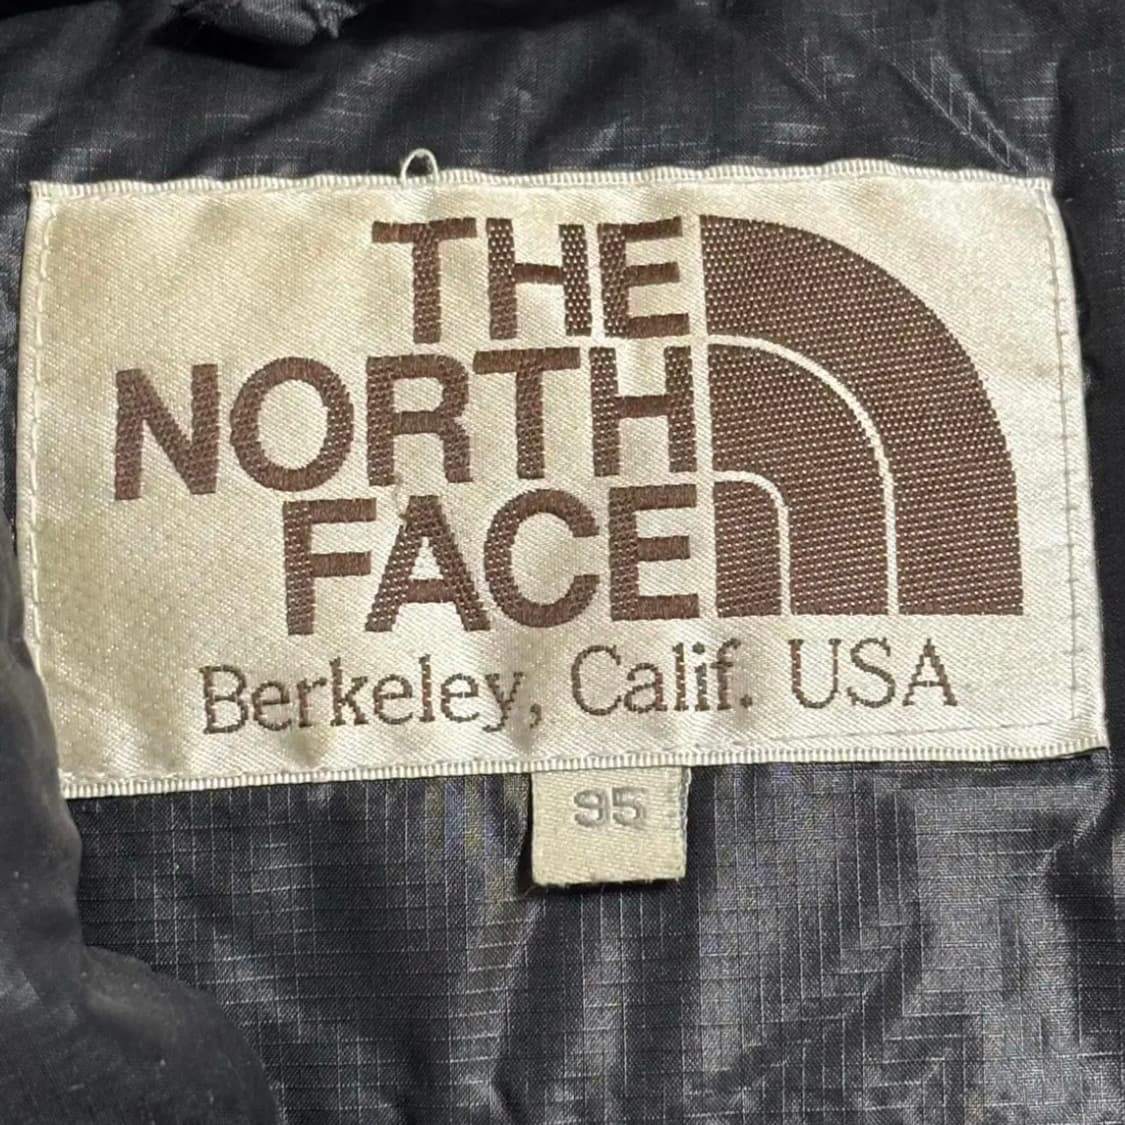 THE
NORTH
FACE
Berkeley, Calif. USA
95